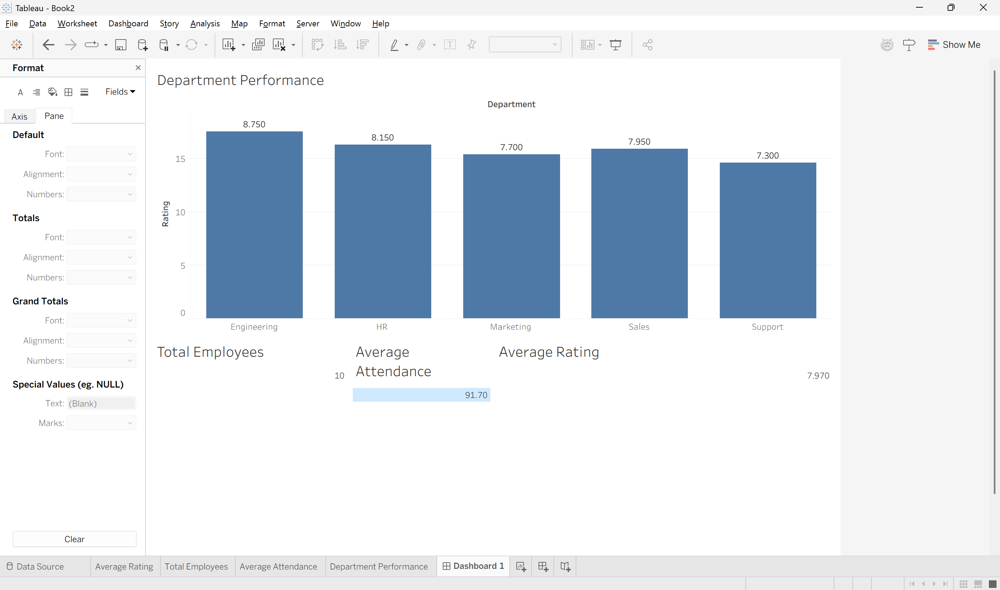 Tableau - Book2
File Data Worksheet Dashboard Story Analysis Map Format Server Window Help
Show Me
Format
Fields
Axis Pane
Default
Font:
Alignment:
Numbers:
Totals
Font:
Alignment:
Numbers:
Grand Totals
Font:
Alignment:
Numbers:
Special Values (eg. NULL)
Text: (Blank)
Marks:
Clear
Department Performance
Department
8.750
8.150
7.700
7.950
7.300
Rating
15
10
5
0
Engineering HR Marketing Sales Support
Total Employees
10
Average
Attendance
91.70
Average Rating
7.970
Data Source Average Rating Total Employees Average Attendance Department Performance Dashboard 1